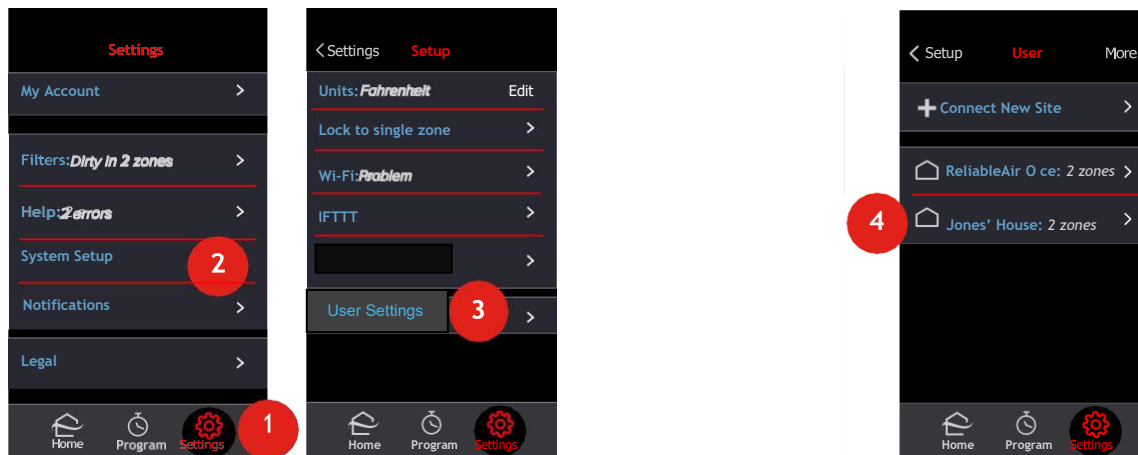 Settings
My Account
Filters:Dirty in 2 zones
Help:2 errors
System Setup
2
Notifications
Legal
Home
Program
Settings
1
Settings Setup
Units:Fahrenheit Edit
Lock to single zone
Wi-Fi:Problem
IFTTT
User Settings
3
Home
Program
Settings
Setup User More
Connect New Site
ReliableAir O ce: 2 zones
4
Jones’ House: 2 zones
Home
Program
Settings